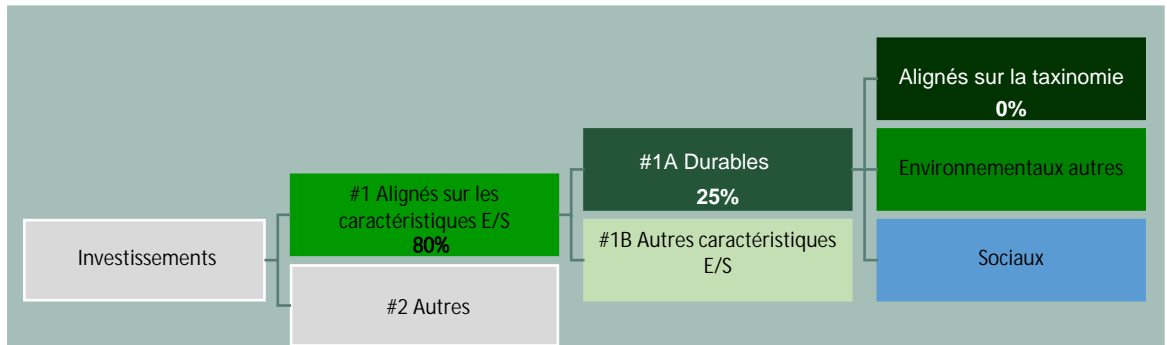 Investissements
#1 Alignés sur les
caractéristiques E/S
80%
#2 Autres
#1A Durables
25%
#1B Autres caractéristiques
E/S
Alignés sur la taxinomie
0%
Environnementaux autres
Sociaux